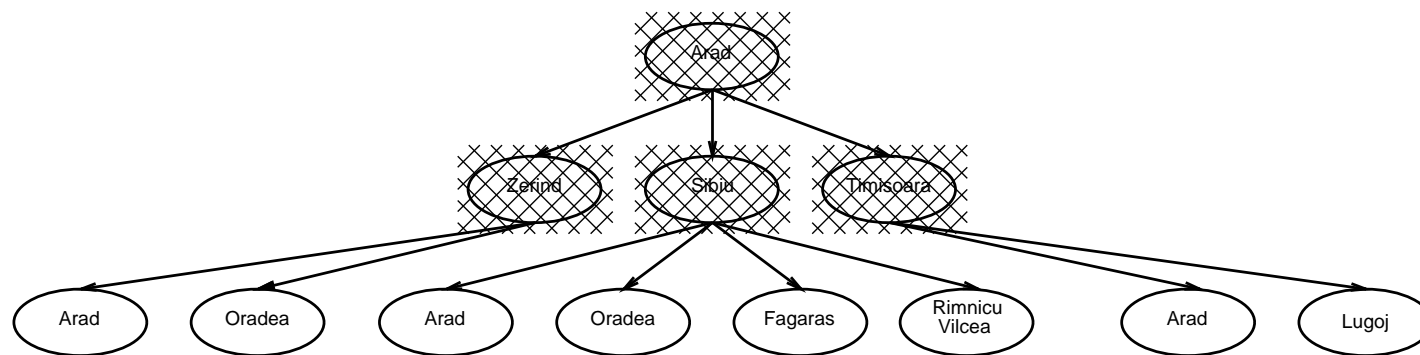 Arad
Zerind
Sibiu
Timisoara
Arad
Oradea
Arad
Oradea
Fagaras
Rimnicu
Vilcea
Arad
Lugoj